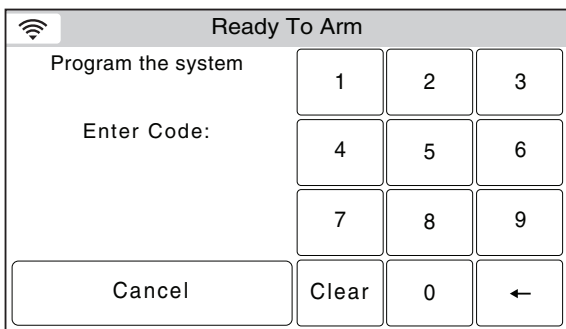 Ready To Arm
Program the system
Enter Code:
1 2 3
4 5 6
7 8 9
Cancel Clear 0 ←